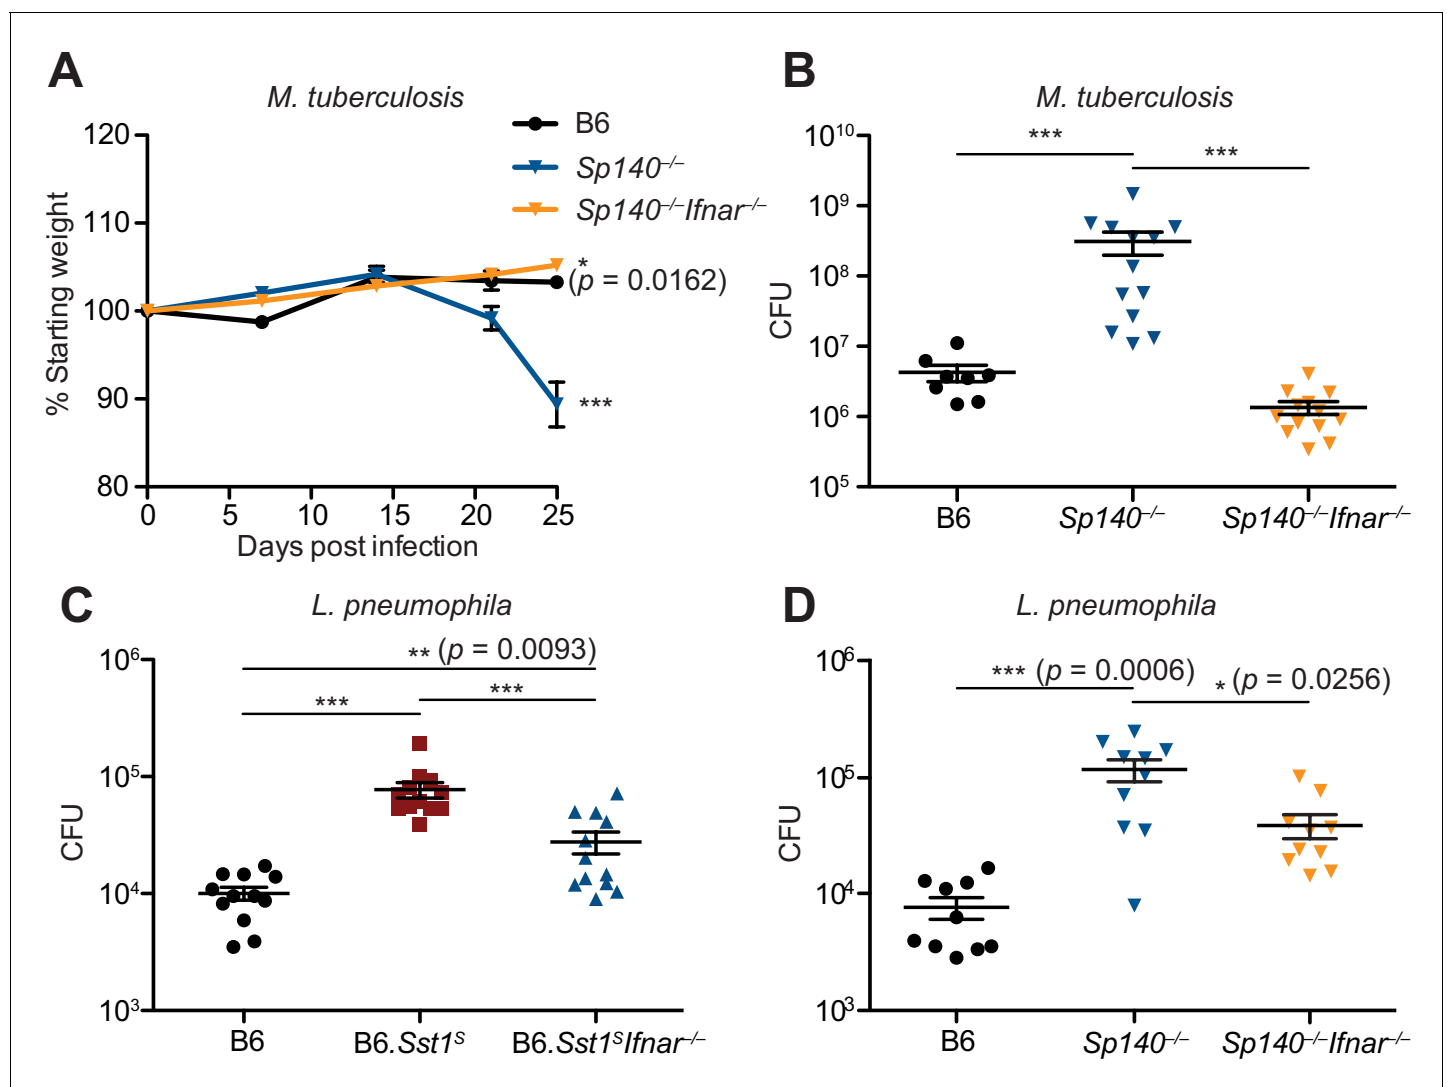 A
M. tuberculosis
B6
Sp140–/–
Sp140–/–Ifnar–/–
120
110
100
90
80
% Starting weight
*
(p = 0.0162)
***
0 5 10 15 20 25
Days post infection
B
M. tuberculosis
10^10
10^9
10^8
10^7
10^6
10^5
CFU
***
***
B6 Sp140–/– Sp140–/–Ifnar–/–
C
L. pneumophila
10^6
10^5
10^4
10^3
CFU
** (p = 0.0093)
***
***
B6 B6.Sst1^S B6.Sst1^SIfnar–/–
D
L. pneumophila
10^6
10^5
10^4
10^3
CFU
*** (p = 0.0006)
* (p = 0.0256)
B6 Sp140–/– Sp140–/–Ifnar–/–